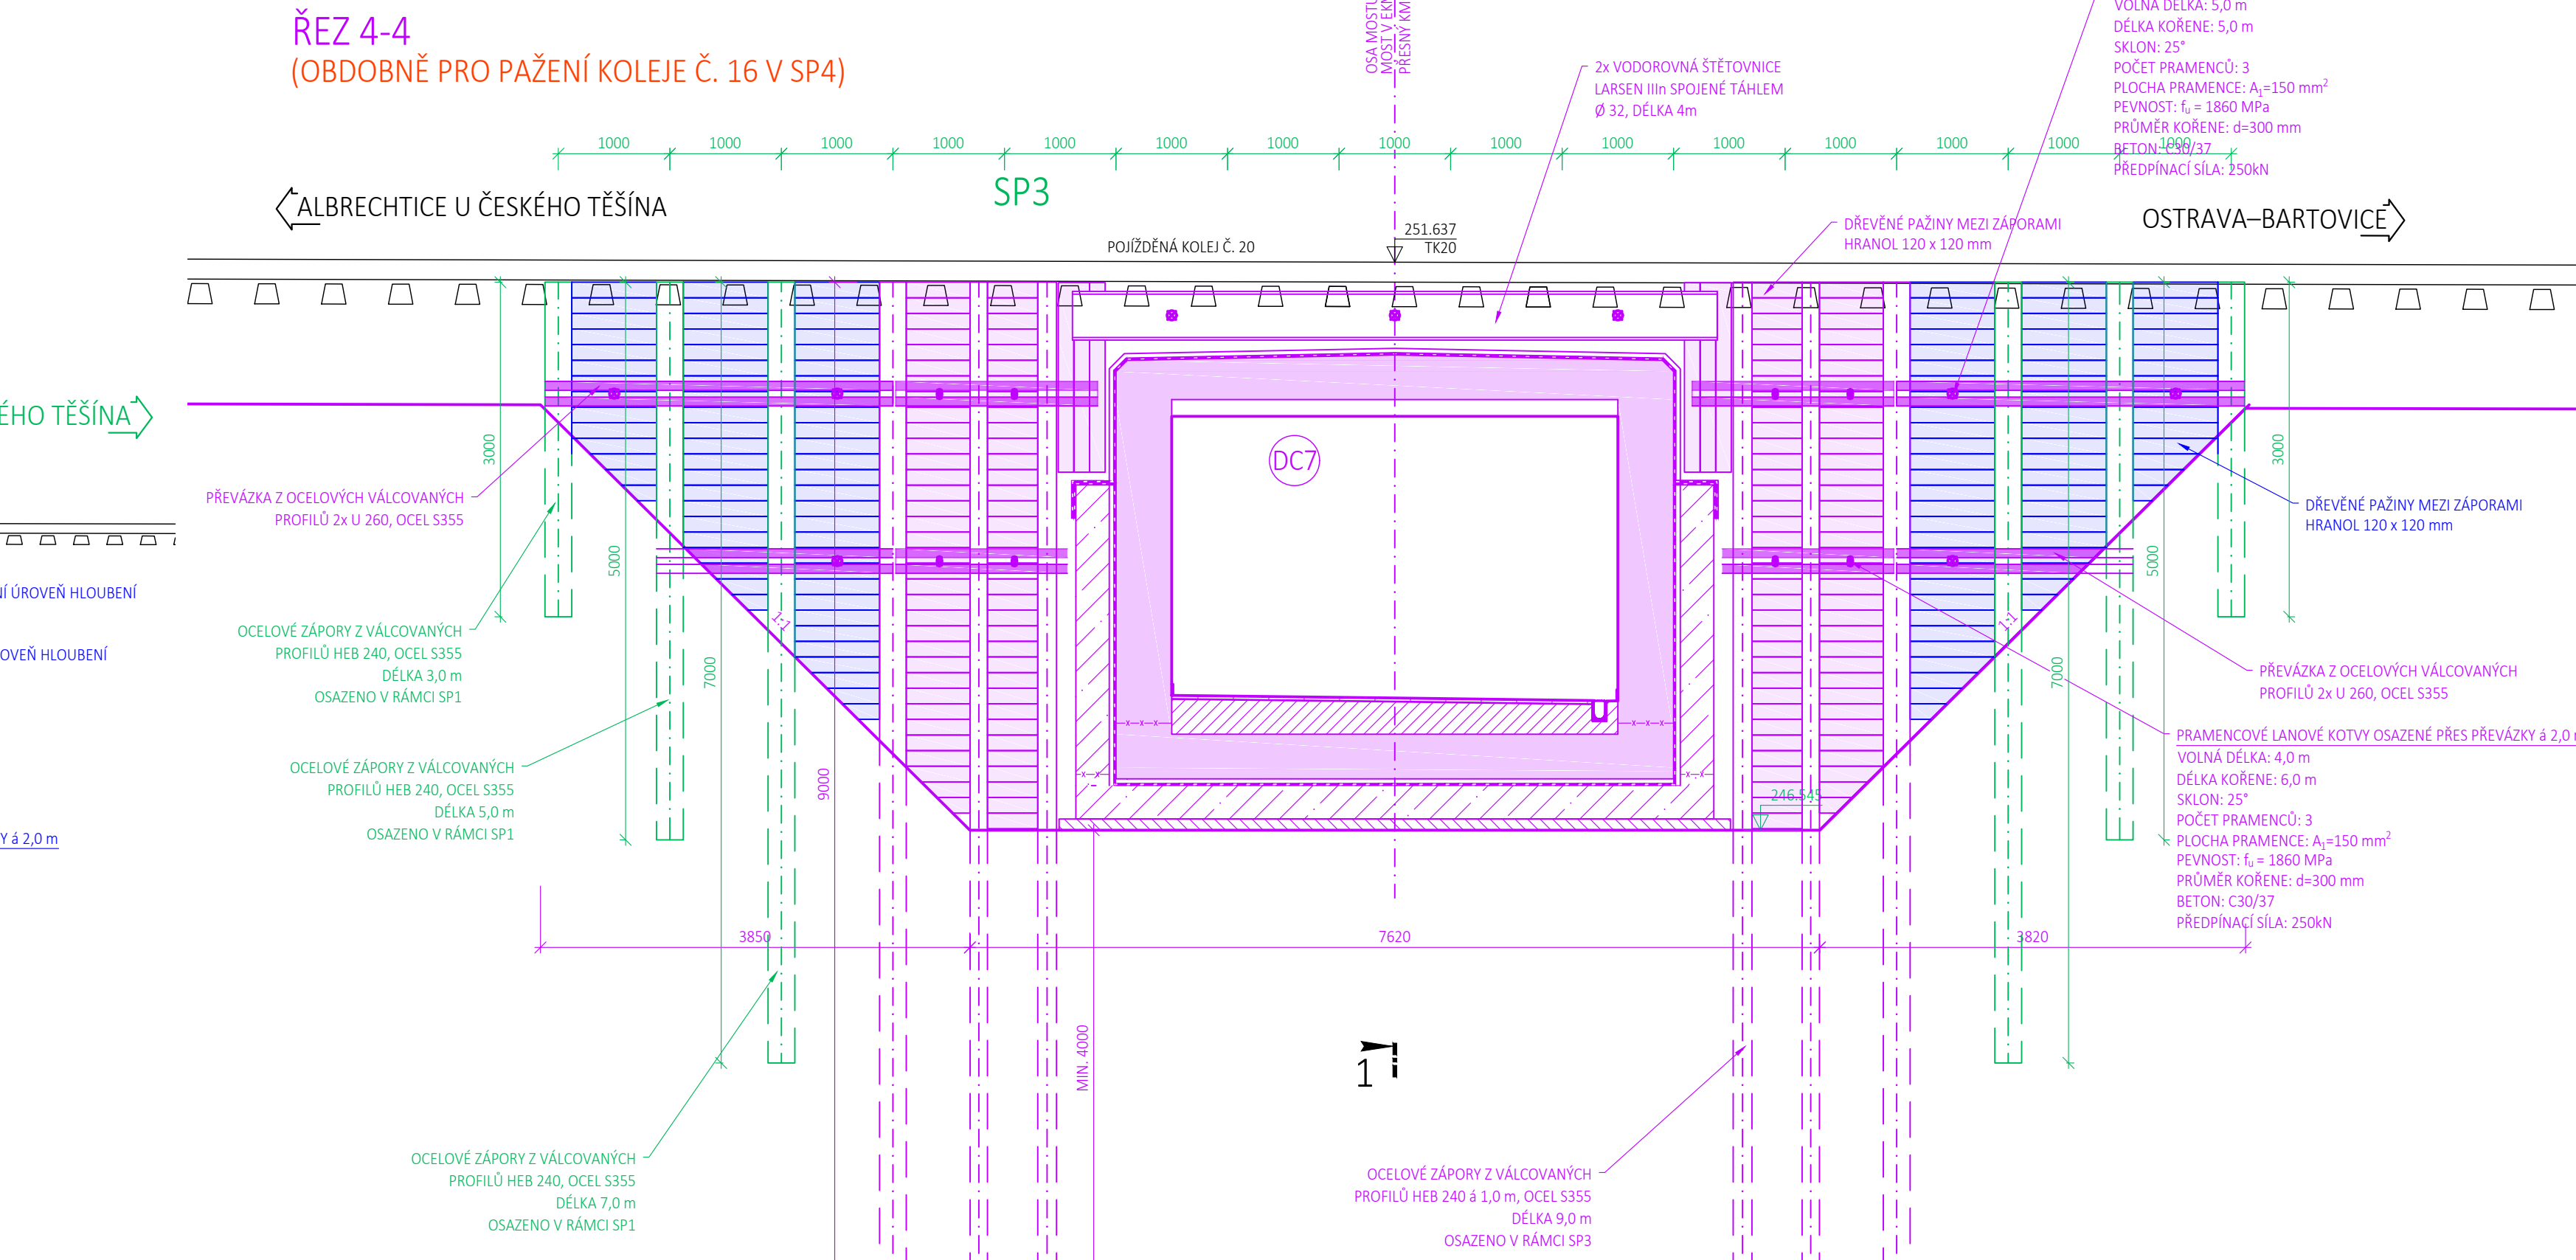 ŘEZ 4-4
(OBDOBNĚ PRO PAŽENÍ KOLEJE Č. 16 V SP4)
OSA MOSTU
MOST V EKM
PŘESNÝ KM
2x VODOROVNÁ ŠTĚTOVNICE
LARSEN IIIn SPOJENÉ TÁHLEM
Ø 32, DÉLKA 4m
VOLNÁ DÉLKA: 5,0 m
DÉLKA KOŘENE: 5,0 m
SKLON: 25°
POČET PRAMENCŮ: 3
PLOCHA PRAMENCE: A1=150 mm2
PEVNOST: fu = 1860 MPa
PRŮMĚR KOŘENE: d=300 mm
BETON: C30/37
PŘEDPÍNACÍ SÍLA: 250kN
1000 1000 1000 1000 1000 1000 1000 1000 1000 1000 1000 1000 1000 1000 1000
SP3
ALBRECHTICE U ČESKÉHO TĚŠÍNA
OSTRAVA–BARTOVICE
POJÍŽDĚNÁ KOLEJ Č. 20
251.637
TK20
DŘEVĚNÉ PAŽINY MEZI ZÁPORAMI
HRANOL 120 x 120 mm
ÉHO TĚŠÍNA
3000
5000
7000
9000
DC7
3000
5000
7000
PŘEVÁZKA Z OCELOVÝCH VÁLCOVANÝCH
PROFILŮ 2x U 260, OCEL S355
DŘEVĚNÉ PAŽINY MEZI ZÁPORAMI
HRANOL 120 x 120 mm
NÍ ÚROVEŇ HLOUBENÍ
OVEŇ HLOUBENÍ
1:1
1:1
OCELOVÉ ZÁPORY Z VÁLCOVANÝCH
PROFILŮ HEB 240, OCEL S355
DÉLKA 3,0 m
OSAZENO V RÁMCI SP1
PŘEVÁZKA Z OCELOVÝCH VÁLCOVANÝCH
PROFILŮ 2x U 260, OCEL S355
OCELOVÉ ZÁPORY Z VÁLCOVANÝCH
PROFILŮ HEB 240, OCEL S355
DÉLKA 5,0 m
OSAZENO V RÁMCI SP1
x x x
x x x
x x
x x
246.545
PRAMENCOVÉ LANOVÉ KOTVY OSAZENÉ PŘES PŘEVÁZKY á 2,0
VOLNÁ DÉLKA: 4,0 m
DÉLKA KOŘENE: 6,0 m
SKLON: 25°
POČET PRAMENCŮ: 3
PLOCHA PRAMENCE: A1=150 mm2
PEVNOST: fu = 1860 MPa
PRŮMĚR KOŘENE: d=300 mm
BETON: C30/37
PŘEDPÍNACÍ SÍLA: 250kN
Y á 2,0 m
3850 7620 3820
MIN. 4000
1
OCELOVÉ ZÁPORY Z VÁLCOVANÝCH
PROFILŮ HEB 240, OCEL S355
DÉLKA 7,0 m
OSAZENO V RÁMCI SP1
OCELOVÉ ZÁPORY Z VÁLCOVANÝCH
PROFILŮ HEB 240 á 1,0 m, OCEL S355
DÉLKA 9,0 m
OSAZENO V RÁMCI SP3